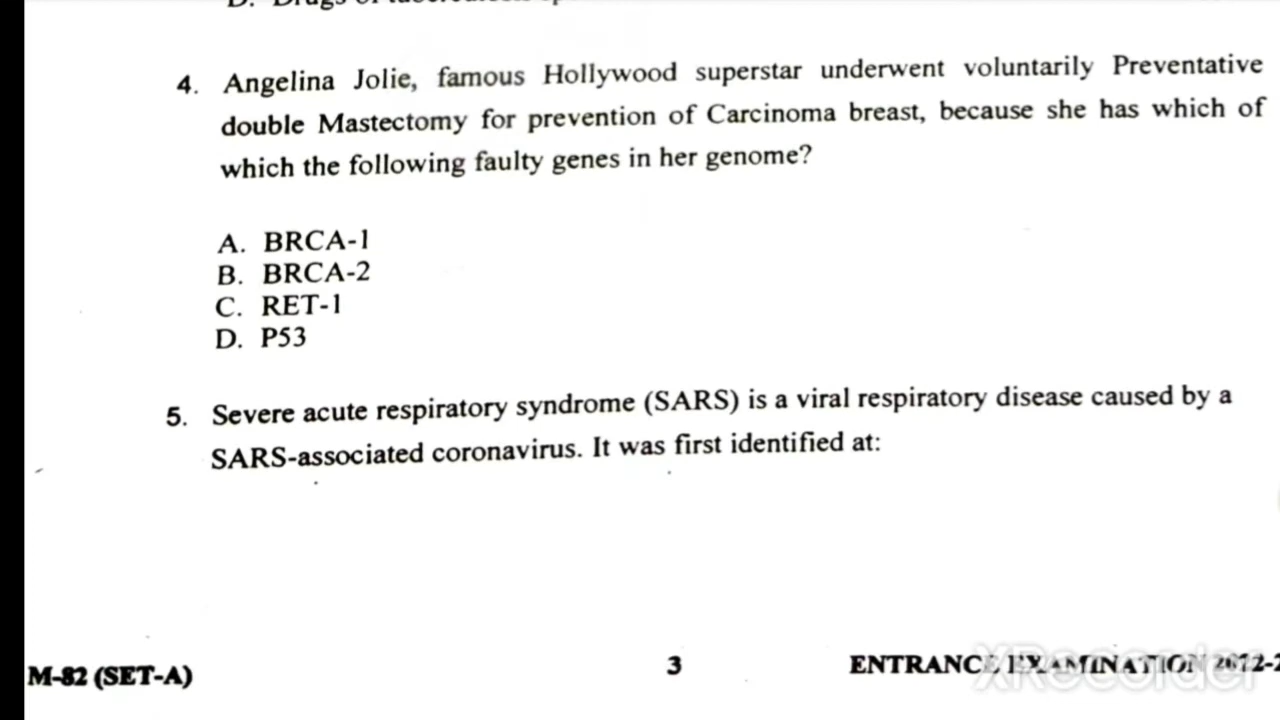 4. Angelina Jolie, famous Hollywood superstar underwent voluntarily Preventative
double Mastectomy for prevention of Carcinoma breast, because she has which of
which the following faulty genes in her genome?
A. BRCA-1
B. BRCA-2
C. RET-1
D. P53
5. Severe acute respiratory syndrome (SARS) is a viral respiratory disease caused by a
SARS-associated coronavirus. It was first identified at:
M-82 (SET-A)
3
ENTRANCE EXAMINATION
XRecorder